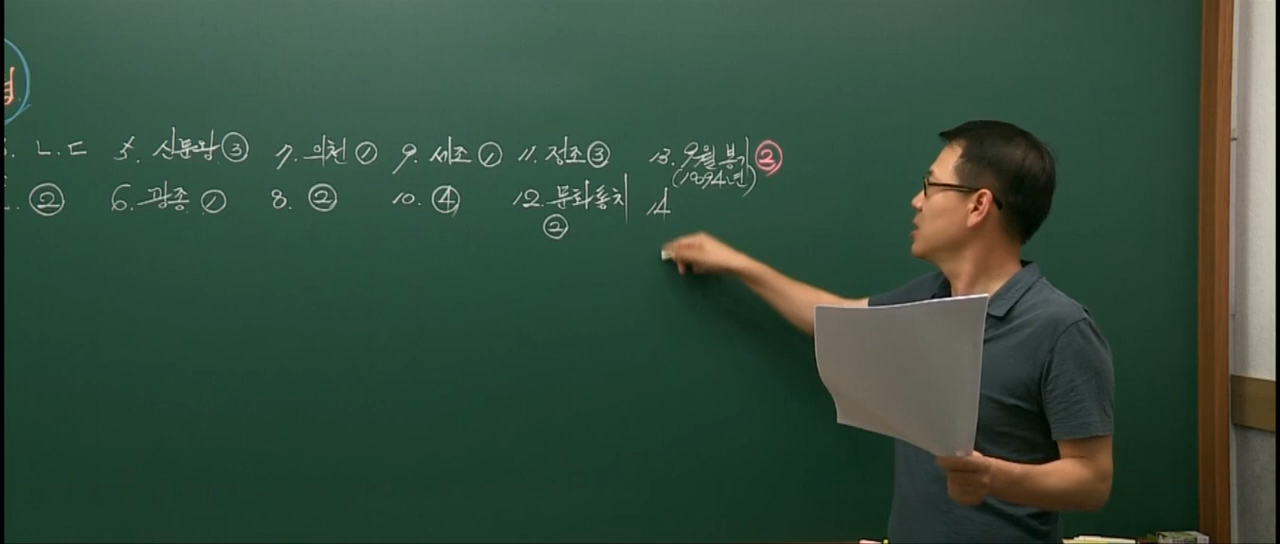 ㄴ.ㄷ 5. 신문왕 ③ 7. 의천 ① 9. 세조 ① 11. 정조 ③ 13. 9월 봉기 ②
(1894년)
② 6. 광종 ① 8. ② 10. ④ 12. 문화통치 14
②